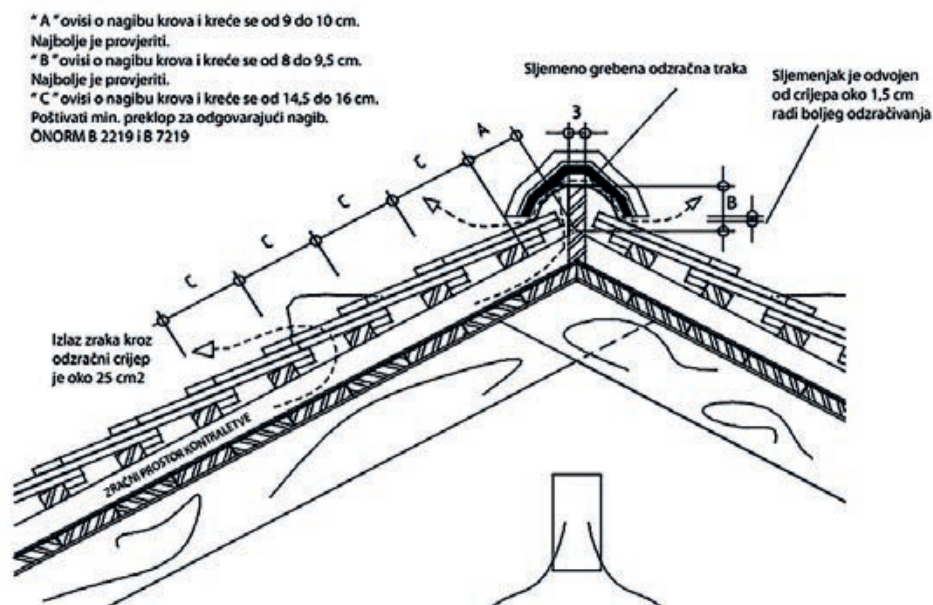 "A" ovisi o nagibu krova i kreće se od 9 do 10 cm.
Najbolje je provjeriti.
"B" ovisi o nagibu krova i kreće se od 8 do 9,5 cm.
Najbolje je provjeriti.
"C" ovisi o nagibu krova i kreće se od 14,5 do 16 cm.
Poštivati min. preklop za odgovarajući nagib.
ÖNORM B 2219 i B 7219
Sljemeno grebena odzračna traka
Sljemenjak je odvojen
od crijepa oko 1,5 cm
radi boljeg odzračivanja
3
A
C
C
C
C
B
Izlaz zraka kroz
odzračni crijep
je oko 25 cm2
ZRAČNI PROSTOR KONTRALETVE